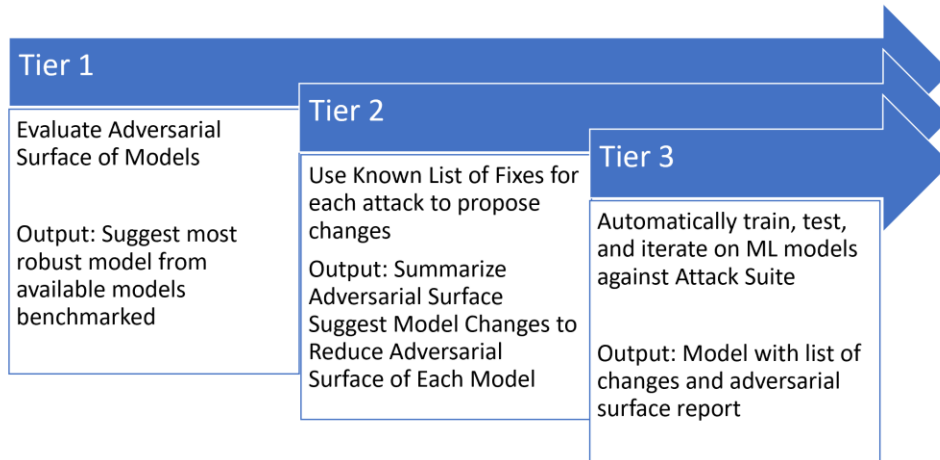 Tier 1
Evaluate Adversarial
Surface of Models
Output: Suggest most
robust model from
available models
benchmarked
Tier 2
Use Known List of Fixes for
each attack to propose
changes
Output: Summarize
Adversarial Surface
Suggest Model Changes to
Reduce Adversarial
Surface of Each Model
Tier 3
Automatically train, test,
and iterate on ML models
against Attack Suite
Output: Model with list of
changes and adversarial
surface report